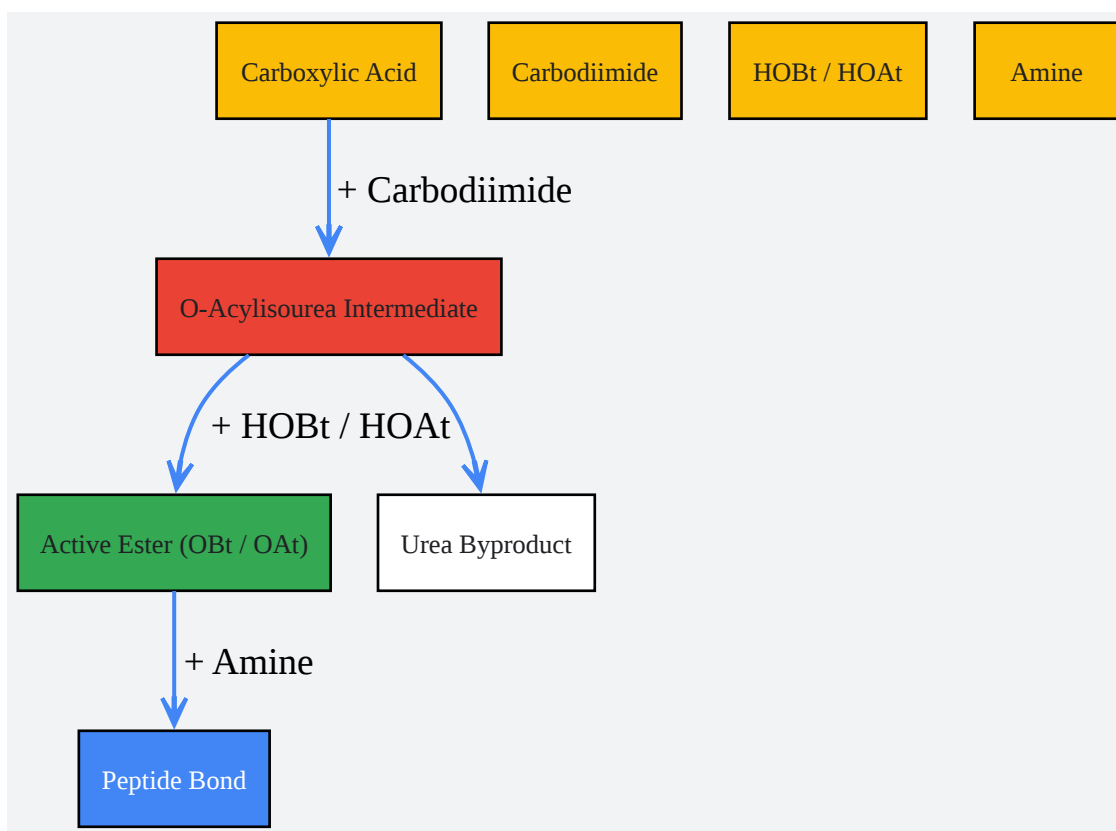 Carboxylic Acid
Carbodiimide
HOBt / HOAt
Amine
+ Carbodiimide
O-Acylisourea Intermediate
+ HOBt / HOAt
Active Ester (OBt / OAt)
Urea Byproduct
+ Amine
Peptide Bond